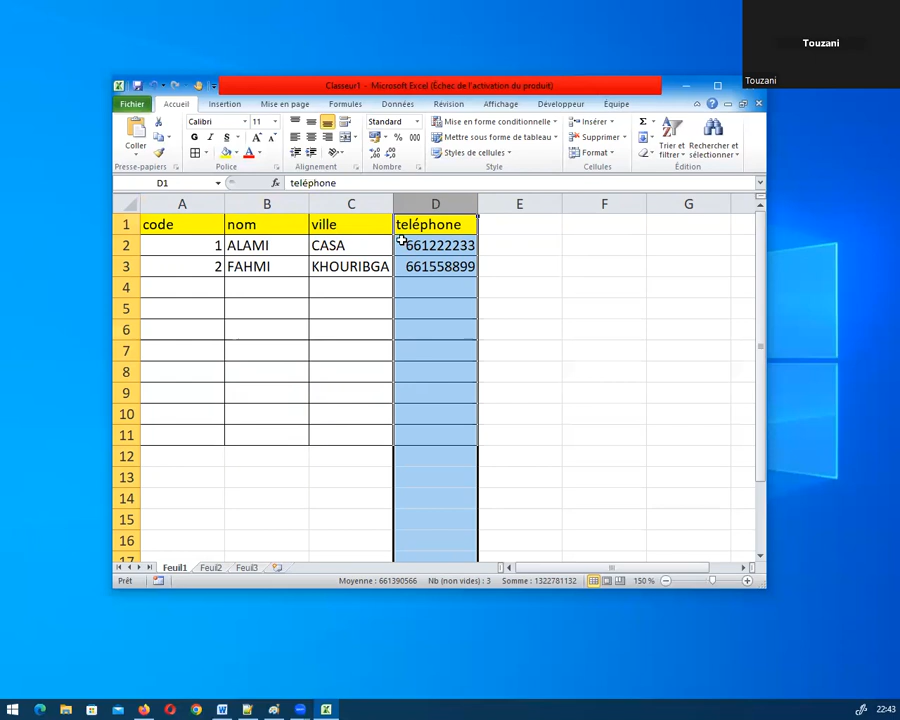 Touzani
Touzani
Classeur1 - Microsoft Excel (Échec de l'activation du produit)
Fichier Accueil Insertion Mise en page Formules Données Révision Affichage Développeur Équipe
Coller
Presse-papiers
Calibri 11
G I S
Police
Alignement
Standard
% 000
Nombre
Mise en forme conditionnelle
Mettre sous forme de tableau
Styles de cellules
Style
Insérer
Supprimer
Format
Cellules
Σ
Trier et filtrer
Rechercher et sélectionner
Édition
D1 fx teléphone
A B C D E F G
1 code nom ville teléphone
2 1 ALAMI CASA 661222233
3 2 FAHMI KHOURIBGA 661558899
4
5
6
7
8
9
10
11
12
13
14
15
16
17
Feuil1 Feuil2 Feuil3
Prêt Moyenne : 661390566 Nb (non vides) : 3 Somme : 1322781132 150 %
22:43